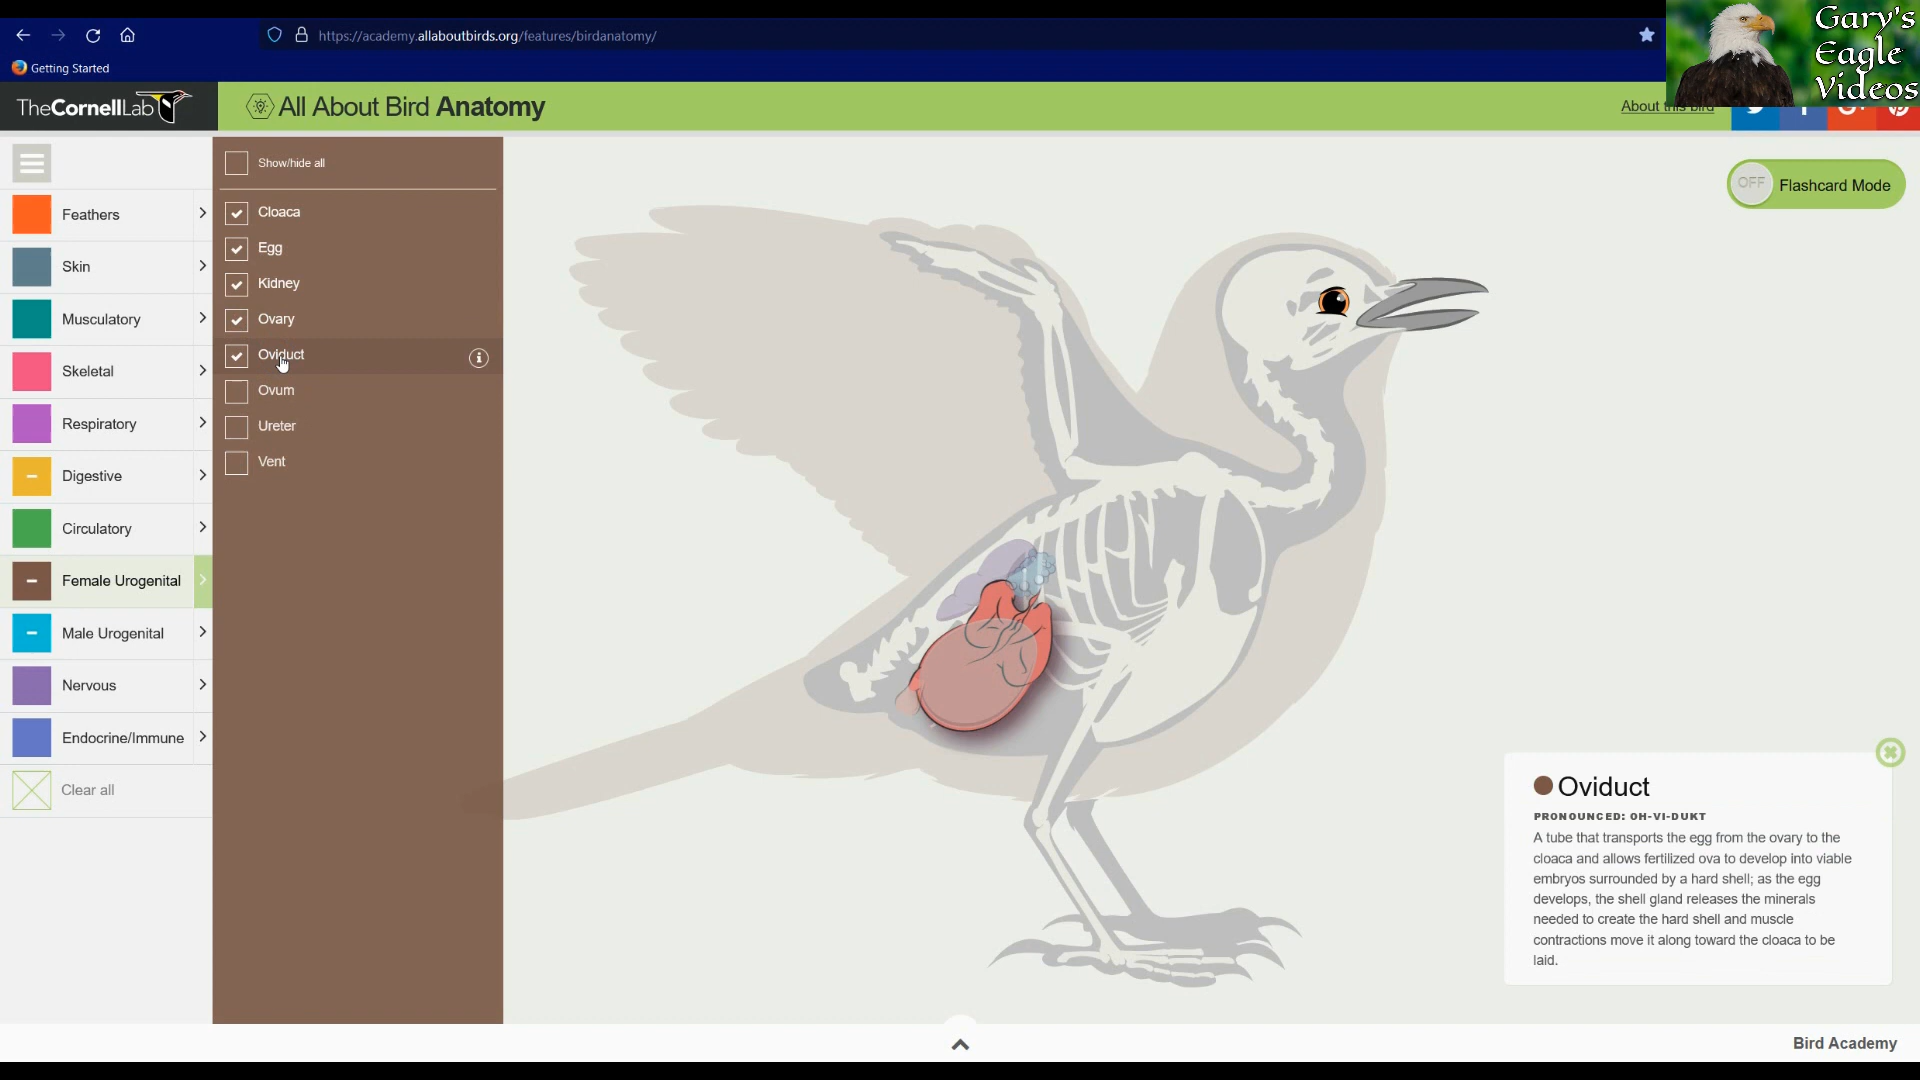 https://academy.allaboutbirds.org/features/birdanatomy/
Gary's
Eagle
Videos
Getting Started
TheCornellLab
All About Bird Anatomy
About this bird
Show/hide all
OFF Flashcard Mode
Feathers
Skin
Musculatory
Skeletal
Respiratory
Digestive
Circulatory
Female Urogenital
Male Urogenital
Nervous
Endocrine/Immune
Clear all
Cloaca
Egg
Kidney
Ovary
Oviduct
Ovum
Ureter
Vent
Oviduct
PRONOUNCED: OH-VI-DUKT
A tube that transports the egg from the ovary to the
cloaca and allows fertilized ova to develop into viable
embryos surrounded by a hard shell; as the egg
develops, the shell gland releases the minerals
needed to create the hard shell and muscle
contractions move it along toward the cloaca to be
laid.
Bird Academy